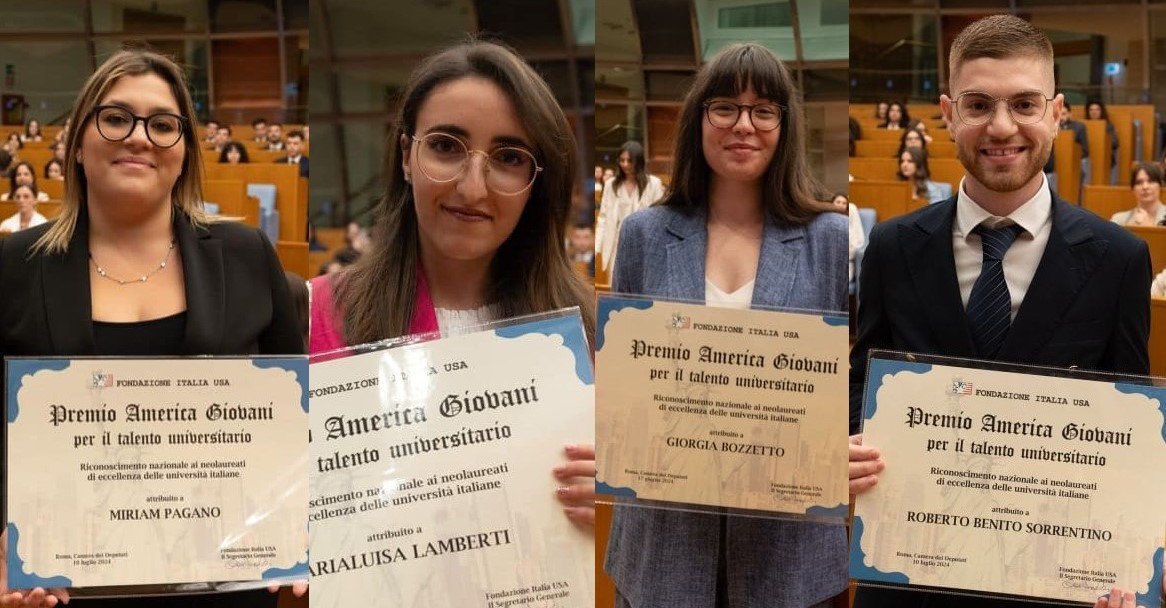 FONDAZIONE ITALIA USA
Premio America Giovani
per il talento universitario
Riconoscimento nazionale ai neolaureati
di eccellenza delle università italiane
attribuito a
MIRIAM PAGANO
Roma, Camera dei Deputati
10 luglio 2024
Fondazione Italia USA
Il Segretario Generale
FONDAZION USA
America Giovani
talento universitario
oscimento nazionale ai neolaureati
ccellenza delle università italiane
attribuito a
ARIALUISA LAMBERTI
Fondazione Italia USA
Il Segretario Generale
FONDAZIONE ITALIA USA
Premio America Giovani
per il talento universitario
Riconoscimento nazionale ai neolaureati
di eccellenza delle università italiane
attribuito a
GIORGIA BOZZETTO
Roma, Camera dei Deputati
17 giugno 2024
Fondazione Italia USA
Il Segretario Generale
FONDAZIONE ITALIA USA
Premio America Giovani
per il talento universitario
Riconoscimento nazionale ai neolaureati
di eccellenza delle università italiane
attribuito a
ROBERTO BENITO SORRENTINO
Roma, Camera dei Deputati
10 luglio 2024
Fondazione Italia USA
Il Segretario Generale